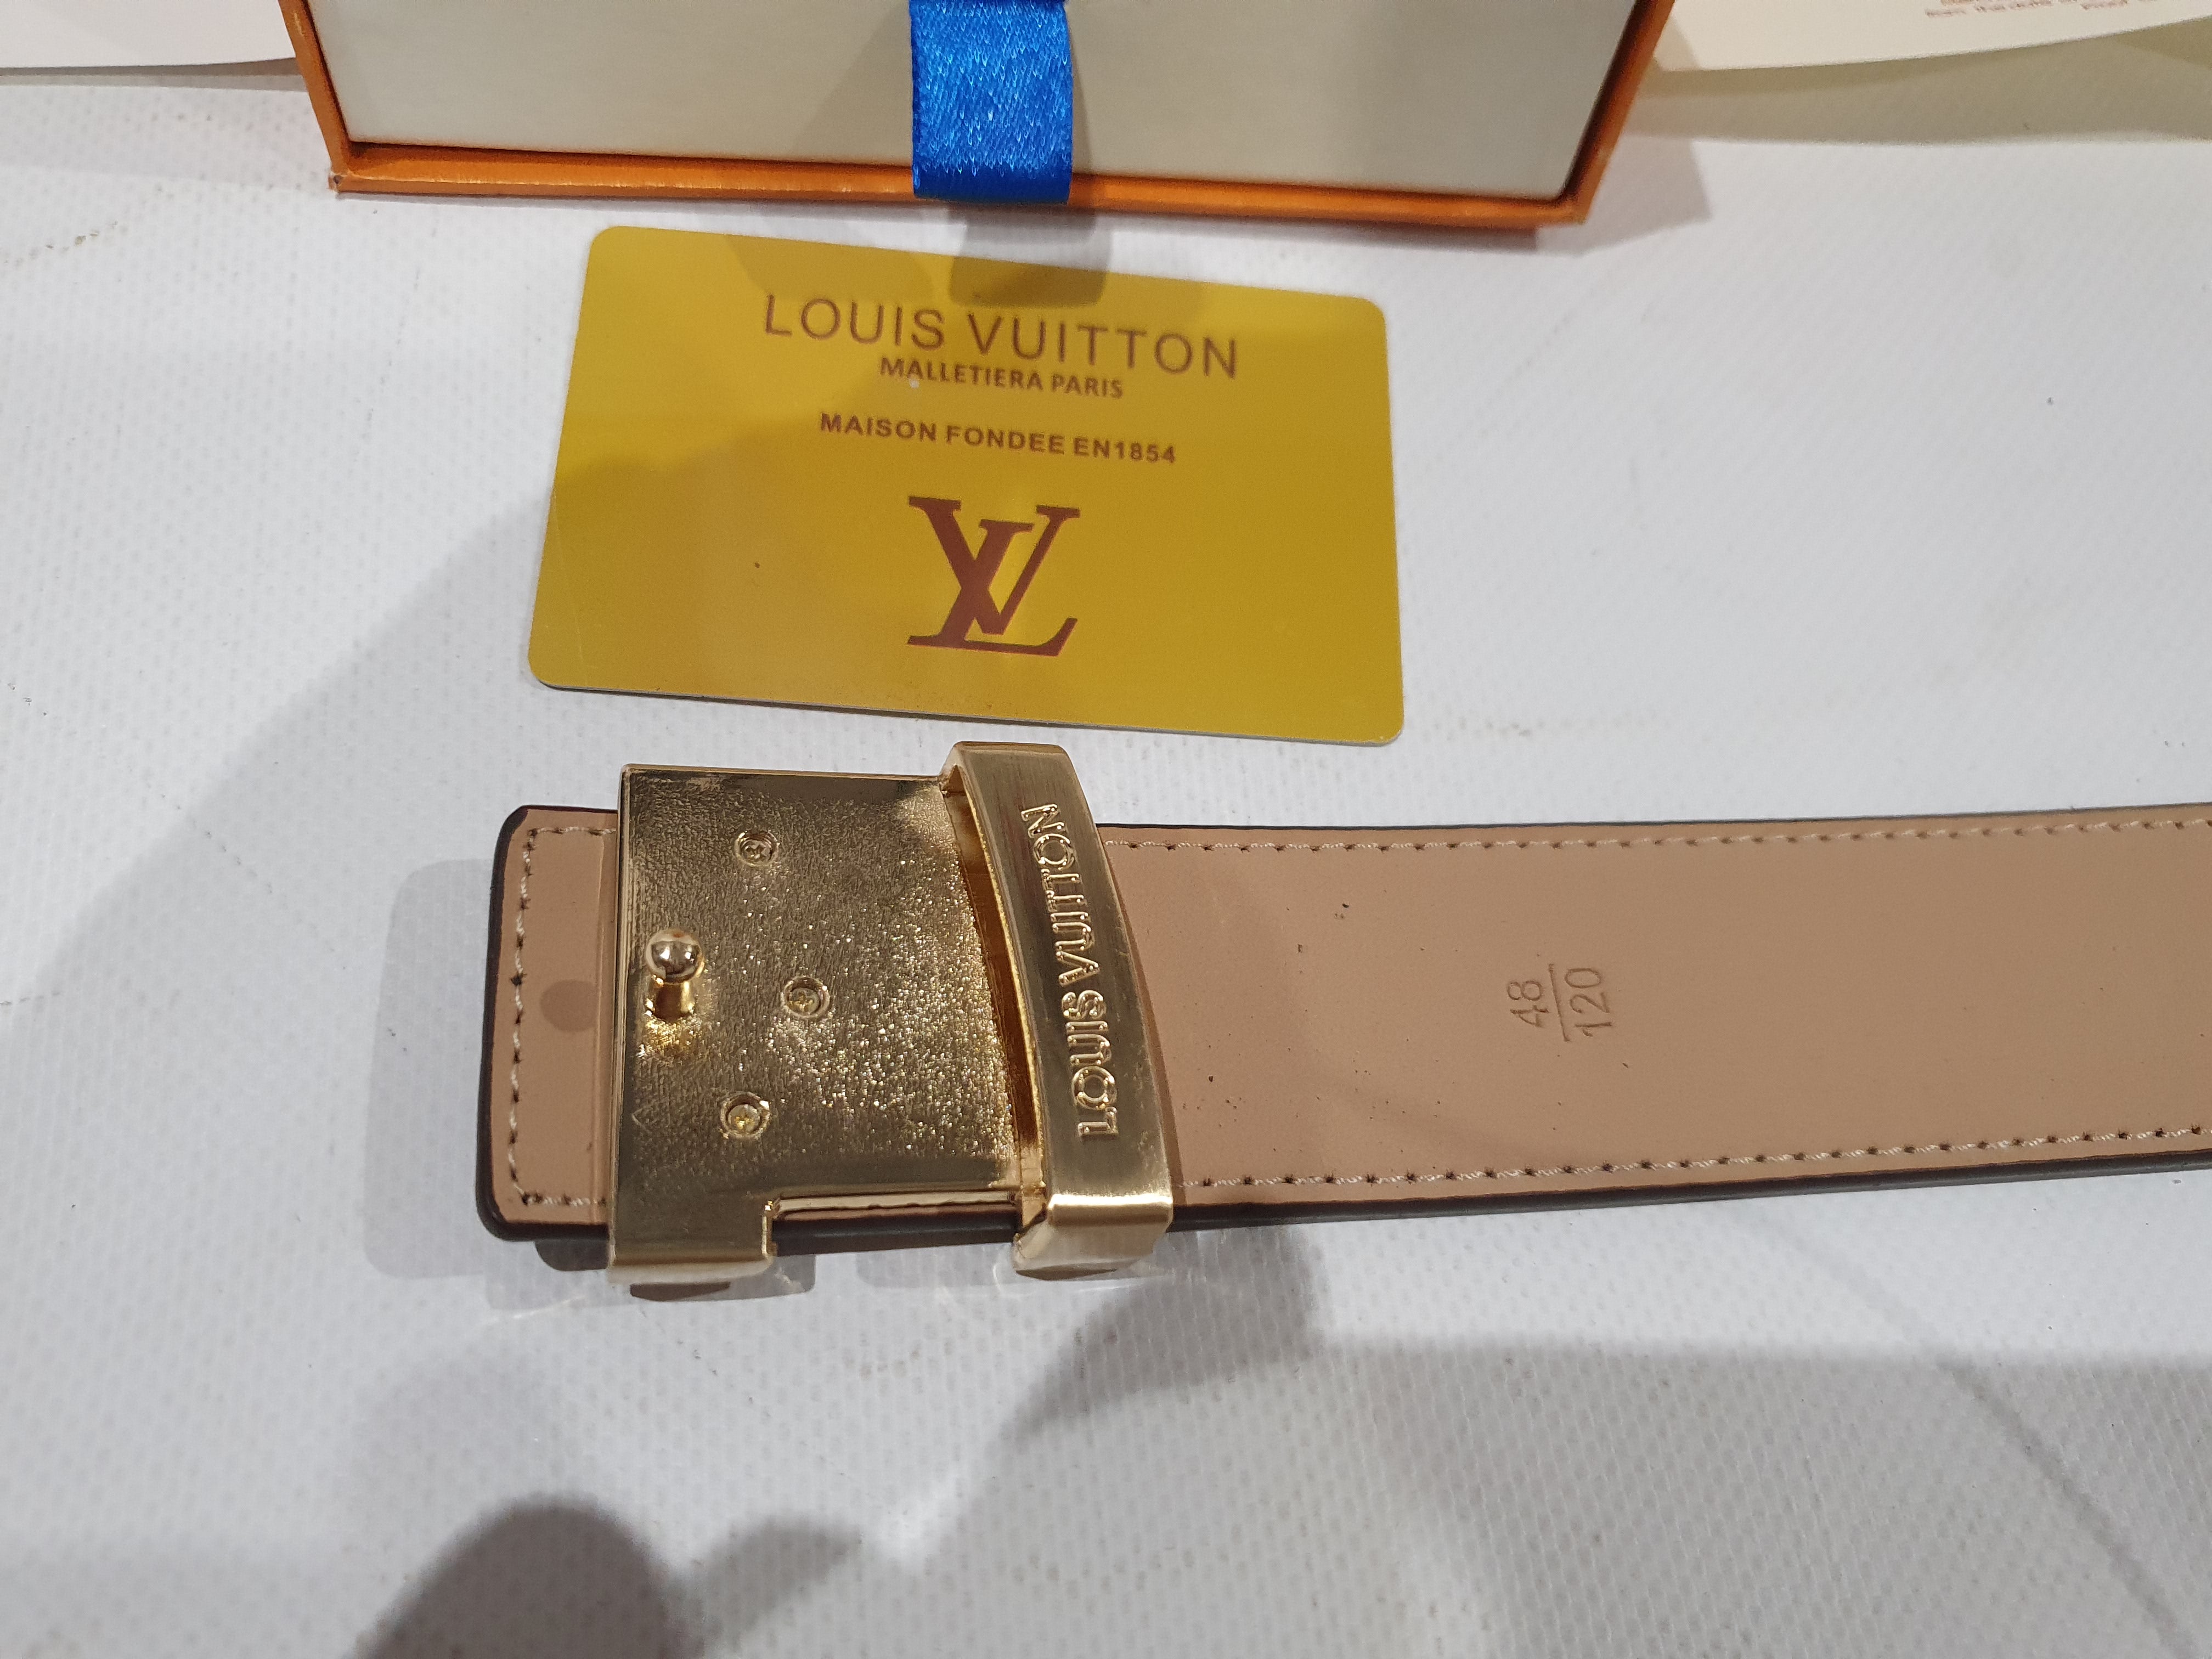 LOUIS VUITTON
MALLETIERA PARIS
MAISON FONDEE EN1854
LV
LOUIS VUITTON
48
120